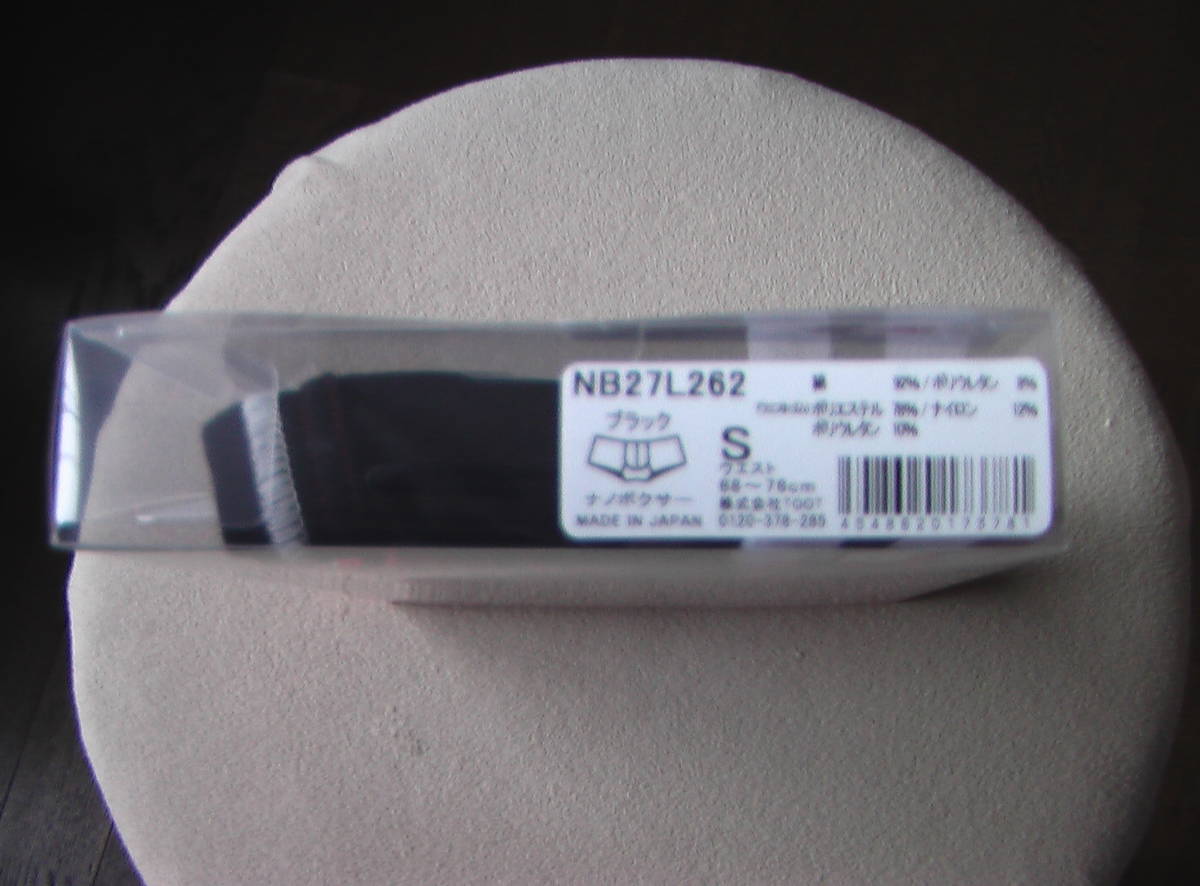 NB27L262
綿 92% / ポリウレタン 8%
ポリエステル 78% / ナイロン 12%
ポリウレタン 10%
ブラック
S
ウエスト
68〜76cm
ナノボクサー
株式会社TOOT
MADE IN JAPAN
0120-378-285